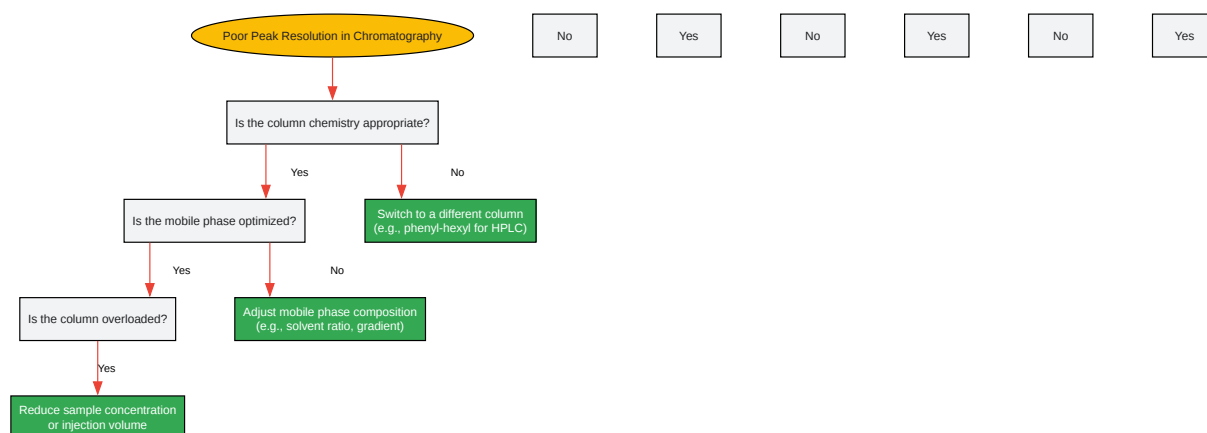 Poor Peak Resolution in Chromatography
No
Yes
No
Yes
No
Yes
Is the column chemistry appropriate?
Yes
No
Is the mobile phase optimized?
Switch to a different column
(e.g., phenyl-hexyl for HPLC)
Yes
No
Is the column overloaded?
Adjust mobile phase composition
(e.g., solvent ratio, gradient)
Yes
Reduce sample concentration
or injection volume